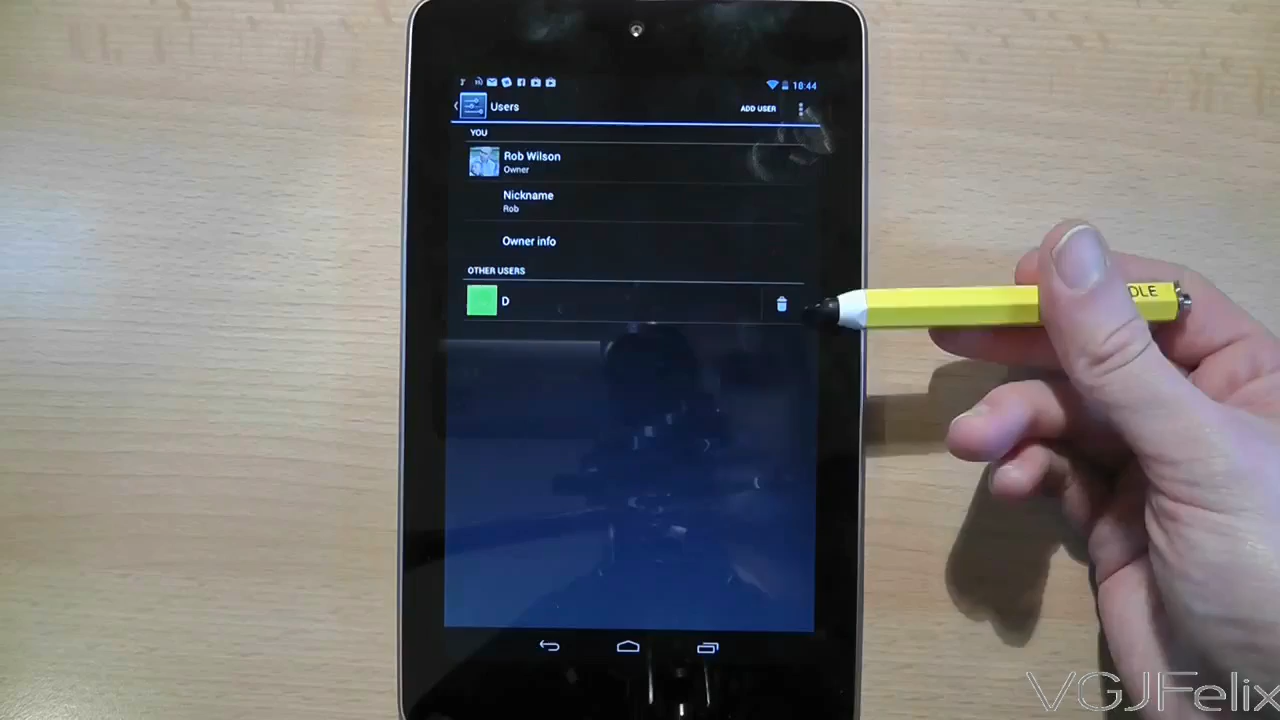 18:44
Users
ADD USER
YOU
Rob Wilson
Owner
Nickname
Rob
Owner info
OTHER USERS
D
DLE
VGJFelix